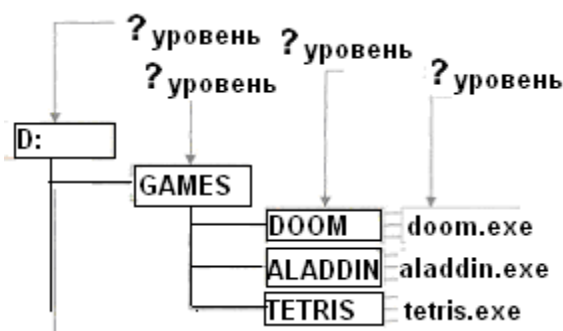 ? уровень
? уровень
? уровень
? уровень
D:
GAMES
DOOM doom.exe
ALADDIN aladdin.exe
TETRIS tetris.exe